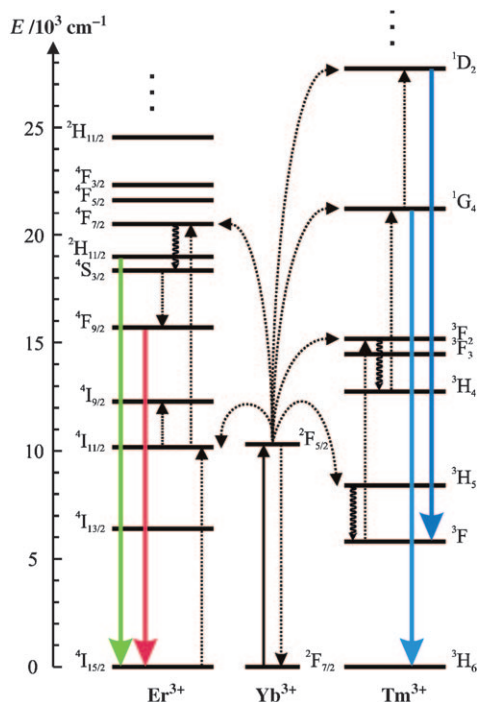 E /10³ cm⁻¹
25
20
15
10
5
0
²H₁₁/₂
⁴F₃/₂
⁴F₅/₂
⁴F₇/₂
²H₁₁/₂
⁴S₃/₂
⁴F₉/₂
⁴I₉/₂
⁴I₁₁/₂
⁴I₁₃/₂
⁴I₁₅/₂
Er³⁺
²F₅/₂
²F₇/₂
Yb³⁺
¹D₂
¹G₄
³F₂
³F₃
³H₄
³H₅
³F
³H₆
Tm³⁺